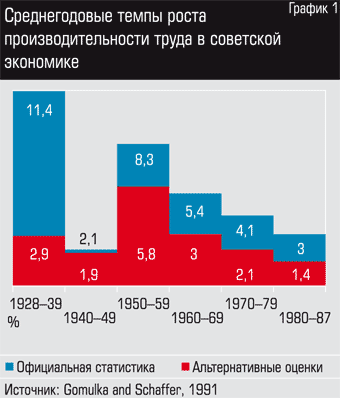 График 1
Среднегодовые темпы роста
производительности труда в советской
экономике
11,4
8,3
2,1
5,4
4,1
3
2,9
1,9
5,8
3
2,1
1,4
1928–39
1950–59
1970–79
%
1940–49
1960–69
1980–87
Официальная статистика
Альтернативные оценки
Источник: Gomulka and Schaffer, 1991